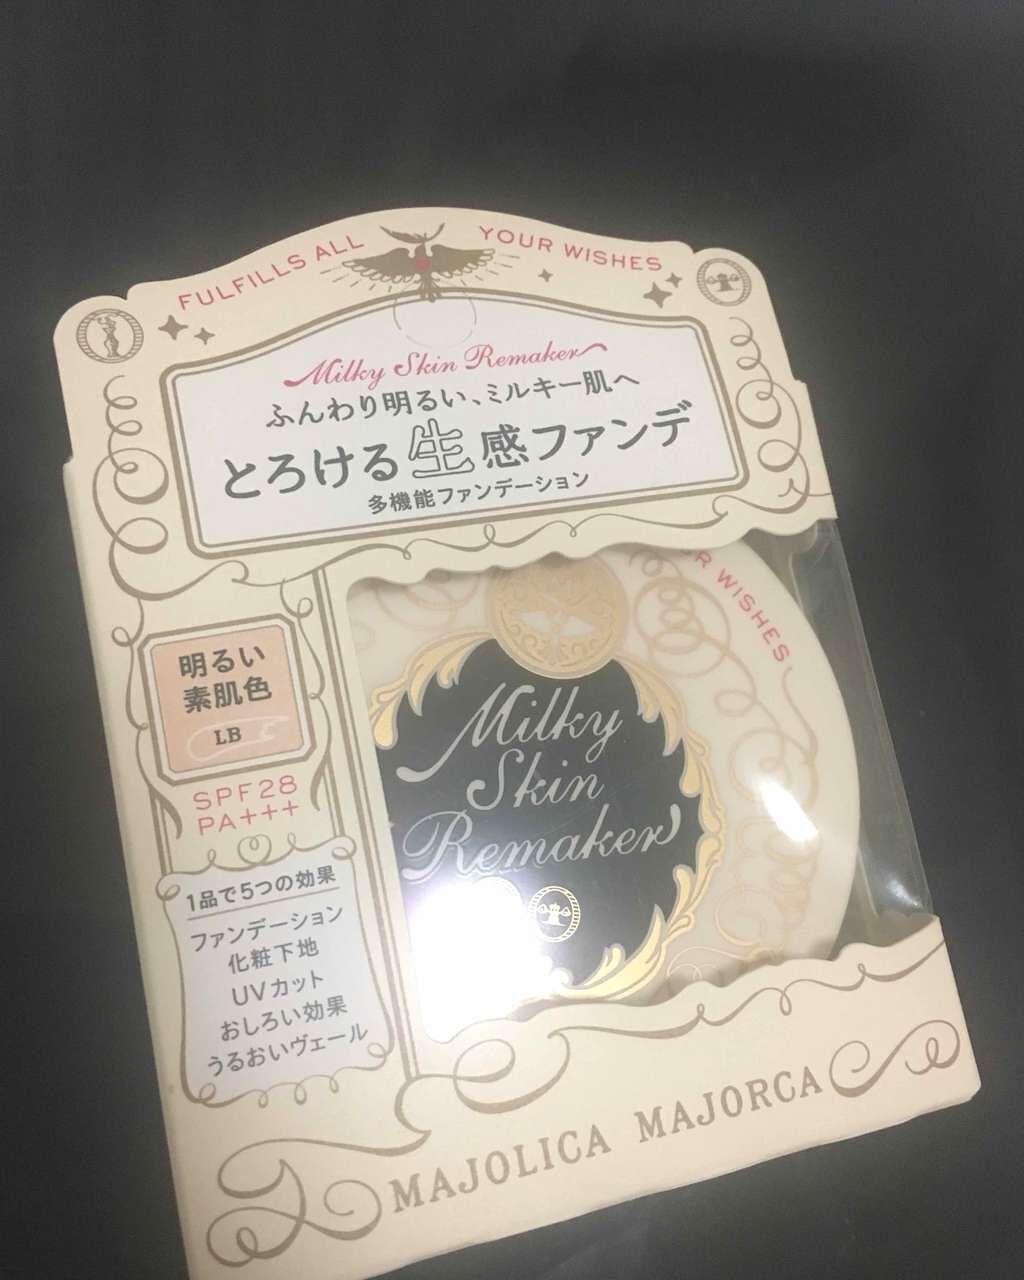 FULFILLS ALL YOUR WISHES
Milky Skin Remaker
ふんわり明るい、ミルキー肌へ
とろける生感ファンデ
多機能ファンデーション
明るい
素肌色
LB
SPF28
PA+++
1品で5つの効果
ファンデーション
化粧下地
UVカット
おしろい効果
うるおいヴェール
YOUR WISHES
Milky
Skin
Remaker
MAJOLICA MAJORCA